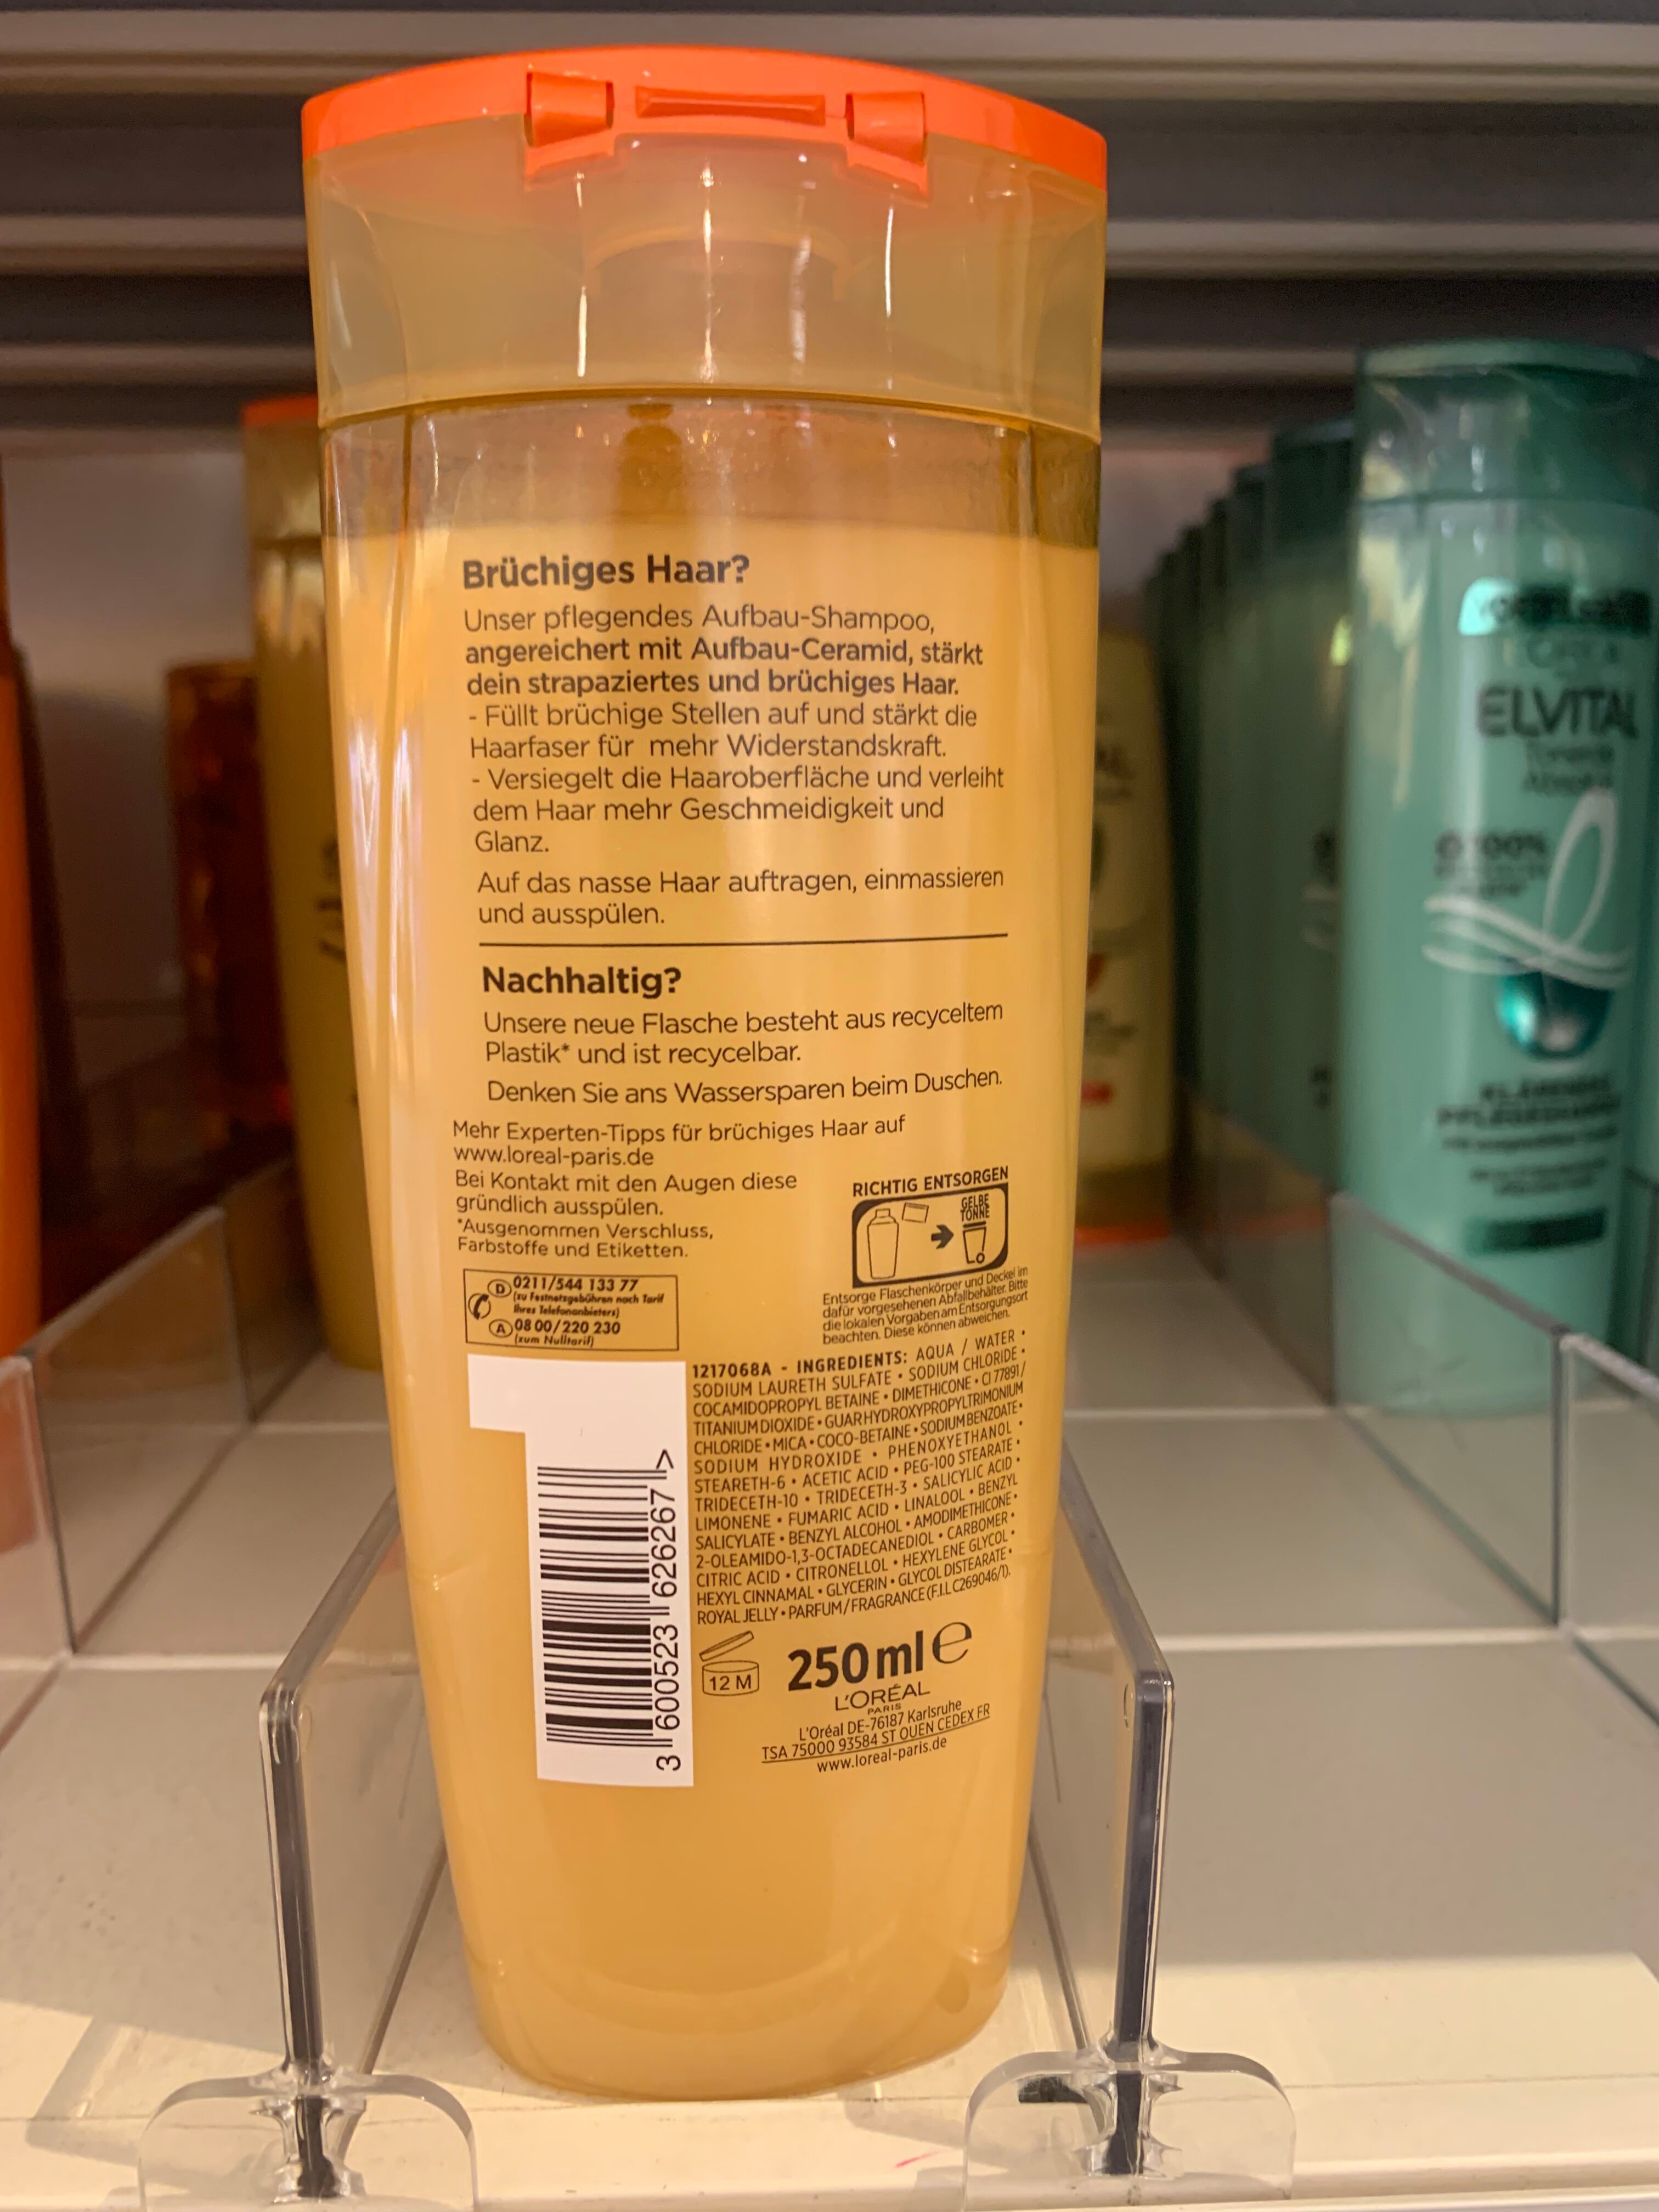 Brüchiges Haar?
Unser pflegendes Aufbau-Shampoo,
angereichert mit Aufbau-Ceramid, stärkt
dein strapaziertes und brüchiges Haar.
- Füllt brüchige Stellen auf und stärkt die
Haarfaser für mehr Widerstandskraft.
- Versiegelt die Haaroberfläche und verleiht
dem Haar mehr Geschmeidigkeit und
Glanz.
Auf das nasse Haar auftragen, einmassieren
und ausspülen.
Nachhaltig?
Unsere neue Flasche besteht aus recyceltem
Plastik* und ist recycelbar.
Denken Sie ans Wassersparen beim Duschen.
Mehr Experten-Tipps für brüchiges Haar auf
www.loreal-paris.de
Bei Kontakt mit den Augen diese
gründlich ausspülen.
*Ausgenommen Verschluss,
Farbstoffe und Etiketten.
RICHTIG ENTSORGEN
GELBE
TONNE
Entsorge Flaschenkörper und Deckel im
dafür vorgesehenen Abfallbehälter. Bitte
die lokalen Vorgaben am Entsorgungsort
beachten. Diese können abweichen.
D 0211/544 133 77
(zu Festnetzgebühren nach Tarif
Ihres Telefonanbieters)
A 08 00/220 230
(zum Nulltarif)
1217068A - INGREDIENTS: AQUA / WATER •
SODIUM LAURETH SULFATE • SODIUM CHLORIDE •
COCAMIDOPROPYL BETAINE • DIMETHICONE • CI 77891 /
TITANIUM DIOXIDE • GUAR HYDROXYPROPYLTRIMONIUM
CHLORIDE • MICA • COCO-BETAINE • SODIUM BENZOATE •
SODIUM HYDROXIDE • PHENOXYETHANOL •
STEARETH-6 • ACETIC ACID • PEG-100 STEARATE •
TRIDECETH-10 • TRIDECETH-3 • SALICYLIC ACID •
LIMONENE • FUMARIC ACID • LINALOOL • BENZYL
SALICYLATE • BENZYL ALCOHOL • AMODIMETHICONE •
2-OLEAMIDO-1,3-OCTADECANEDIOL • CARBOMER •
CITRIC ACID • CITRONELLOL • HEXYLENE GLYCOL •
HEXYL CINNAMAL • GLYCERIN • GLYCOL DISTEARATE •
ROYAL JELLY • PARFUM / FRAGRANCE (F.I.L. C269046/1).
3 600523 626267 >
12 M
250 ml e
L'ORÉAL
PARIS
L'Oréal DE-76187 Karlsruhe
TSA 75000 93584 ST OUEN CEDEX FR
www.loreal-paris.de
ELVITAL